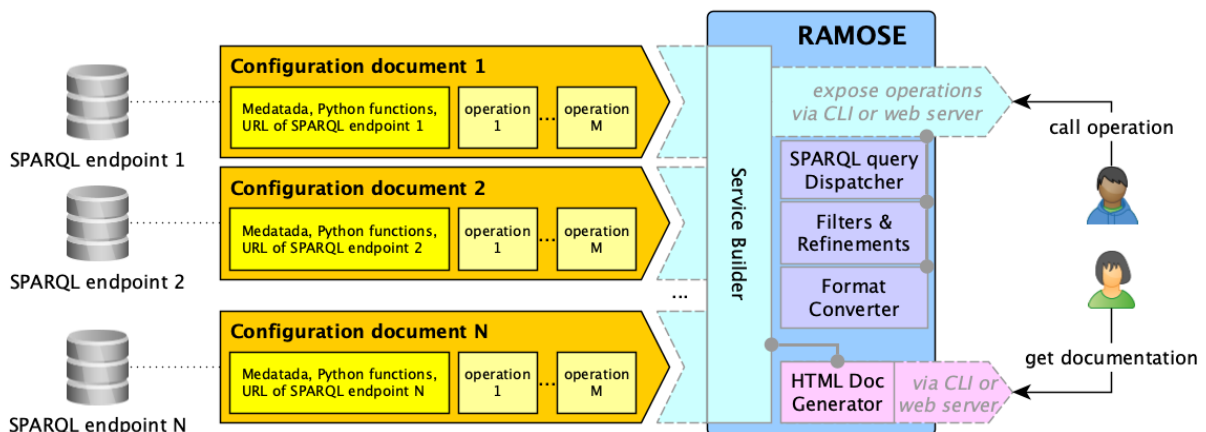 SPARQL endpoint 1
Configuration document 1
Medatada, Python functions,
URL of SPARQL endpoint 1
operation
1
...
operation
M
SPARQL endpoint 2
Configuration document 2
Medatada, Python functions,
URL of SPARQL endpoint 2
operation
1
...
operation
M
...
SPARQL endpoint N
Configuration document N
Medatada, Python functions,
URL of SPARQL endpoint N
operation
1
...
operation
M
RAMOSE
Service Builder
expose operations
via CLI or web server
SPARQL query
Dispatcher
Filters &
Refinements
Format
Converter
HTML Doc
Generator
via CLI or
web server
call operation
get documentation